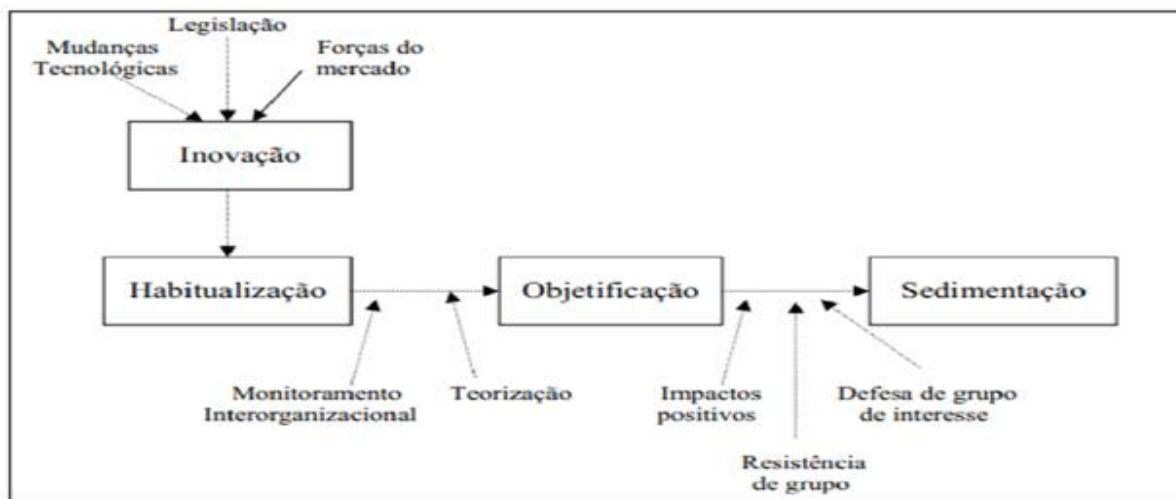 Legislação
Mudanças
Tecnológicas
Forças do
mercado
Inovação
Habitualização
Objetificação
Sedimentação
Monitoramento
Interorganizacional
Teorização
Impactos
positivos
Defesa de grupo
de interesse
Resistência
de grupo